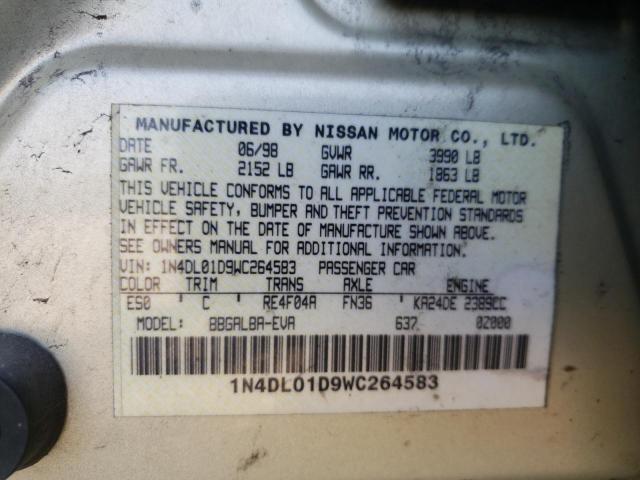 MANUFACTURED BY NISSAN MOTOR CO., LTD.
DATE 06/98 GVWR 3990 LB
GAWR FR. 2152 LB GAWR RR. 1863 LB
THIS VEHICLE CONFORMS TO ALL APPLICABLE FEDERAL MOTOR
VEHICLE SAFETY, BUMPER AND THEFT PREVENTION STANDARDS
IN EFFECT ON THE DATE OF MANUFACTURE SHOWN ABOVE.
SEE OWNERS MANUAL FOR ADDITIONAL INFORMATION.
VIN: 1N4DL01D9WC264583 PASSENGER CAR
COLOR TRIM TRANS AXLE ENGINE
ES0 C RE4F04A FN36 KA24DE 2389CC
MODEL: BBGALBA-EVA 637 0Z000
1N4DL01D9WC264583